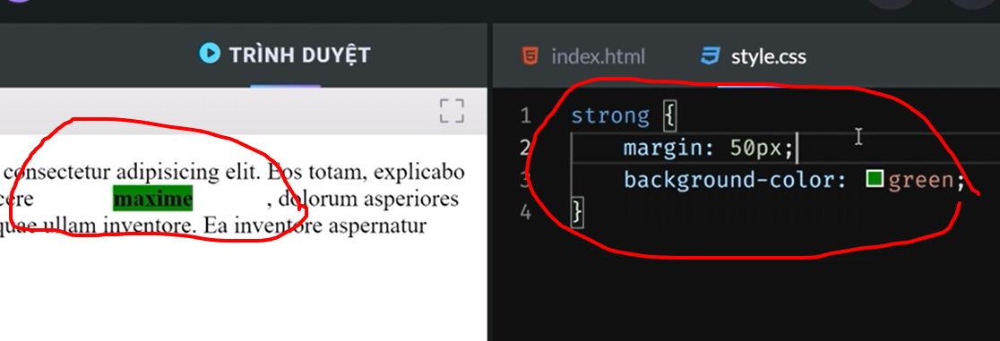 TRÌNH DUYỆT
consectetur adipisicing elit. Eos totam, explicabo
cere maxime , dolorum asperiores
quae ullam inventore. Ea inventore aspernatur
index.html
style.css
1 strong {
2 margin: 50px;
3 background-color: green;
4 }